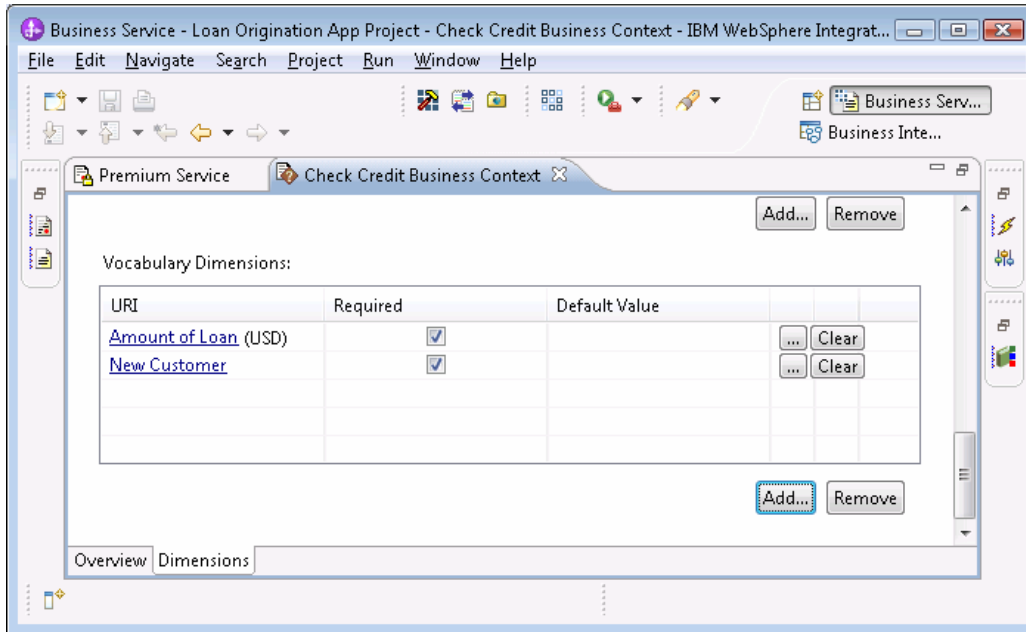 Business Service - Loan Origination App Project - Check Credit Business Context - IBM WebSphere Integrat...
File Edit Navigate Search Project Run Window Help
Business Serv...
Business Inte...
Premium Service Check Credit Business Context
Add... Remove
Vocabulary Dimensions:
URI Required Default Value
Amount of Loan (USD) ... Clear
New Customer ... Clear
Add... Remove
Overview Dimensions